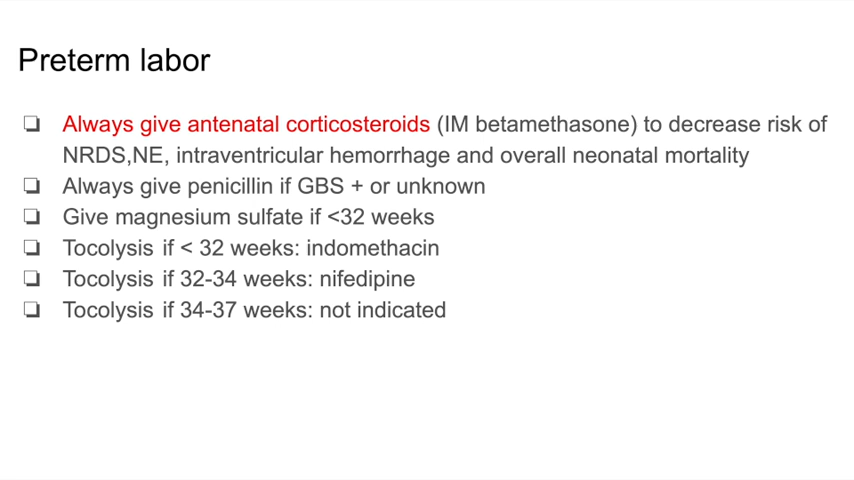 Preterm labor
❏ Always give antenatal corticosteroids (IM betamethasone) to decrease risk of
NRDS,NE, intraventricular hemorrhage and overall neonatal mortality
❏ Always give penicillin if GBS + or unknown
❏ Give magnesium sulfate if <32 weeks
❏ Tocolysis if < 32 weeks: indomethacin
❏ Tocolysis if 32-34 weeks: nifedipine
❏ Tocolysis if 34-37 weeks: not indicated